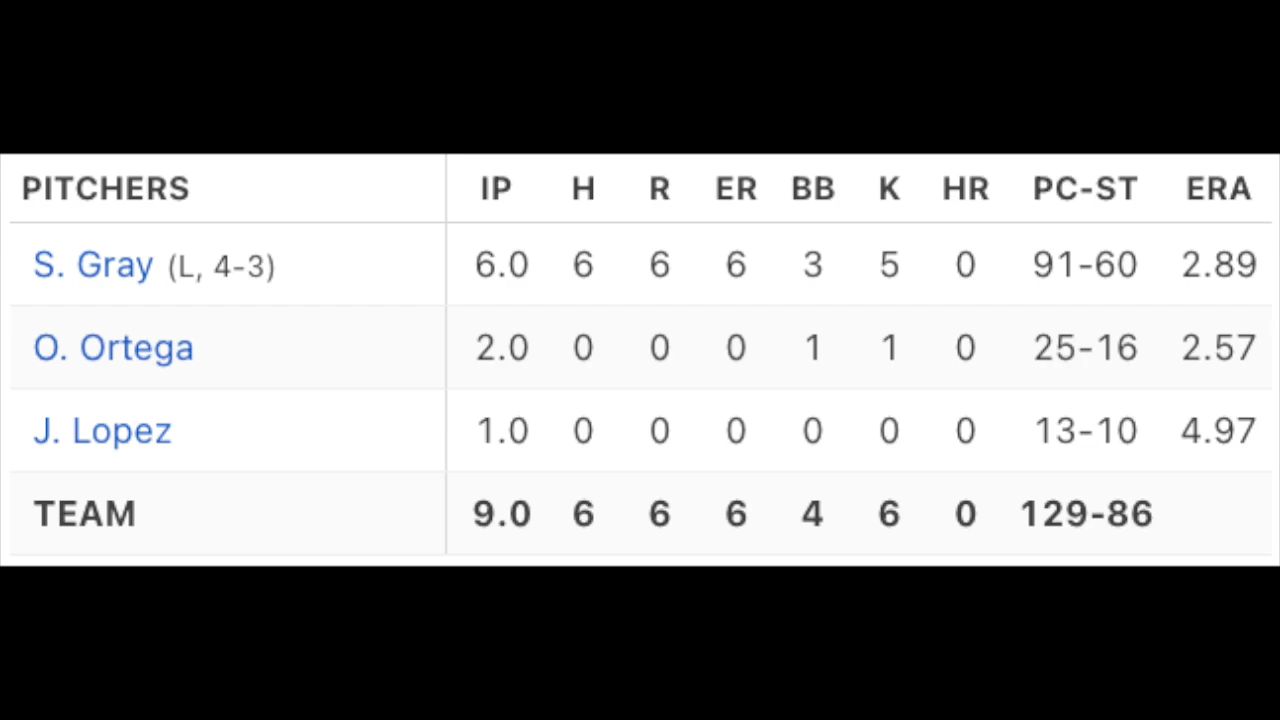 PITCHERS IP H R ER BB K HR PC-ST ERA
S. Gray (L, 4-3) 6.0 6 6 6 3 5 0 91-60 2.89
O. Ortega 2.0 0 0 0 1 1 0 25-16 2.57
J. Lopez 1.0 0 0 0 0 0 0 13-10 4.97
TEAM 9.0 6 6 6 4 6 0 129-86